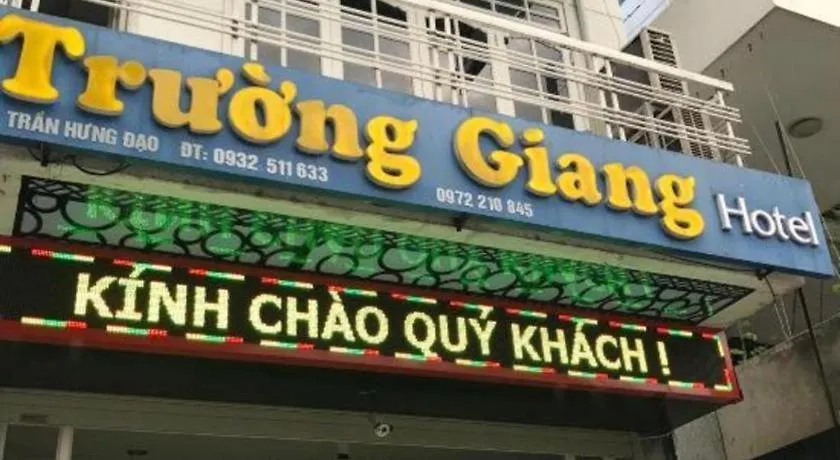 Trường Giang Hotel
TRẦN HƯNG ĐẠO ĐT: 0932 511 633
0972 210 845
KÍNH CHÀO QUÝ KHÁCH !